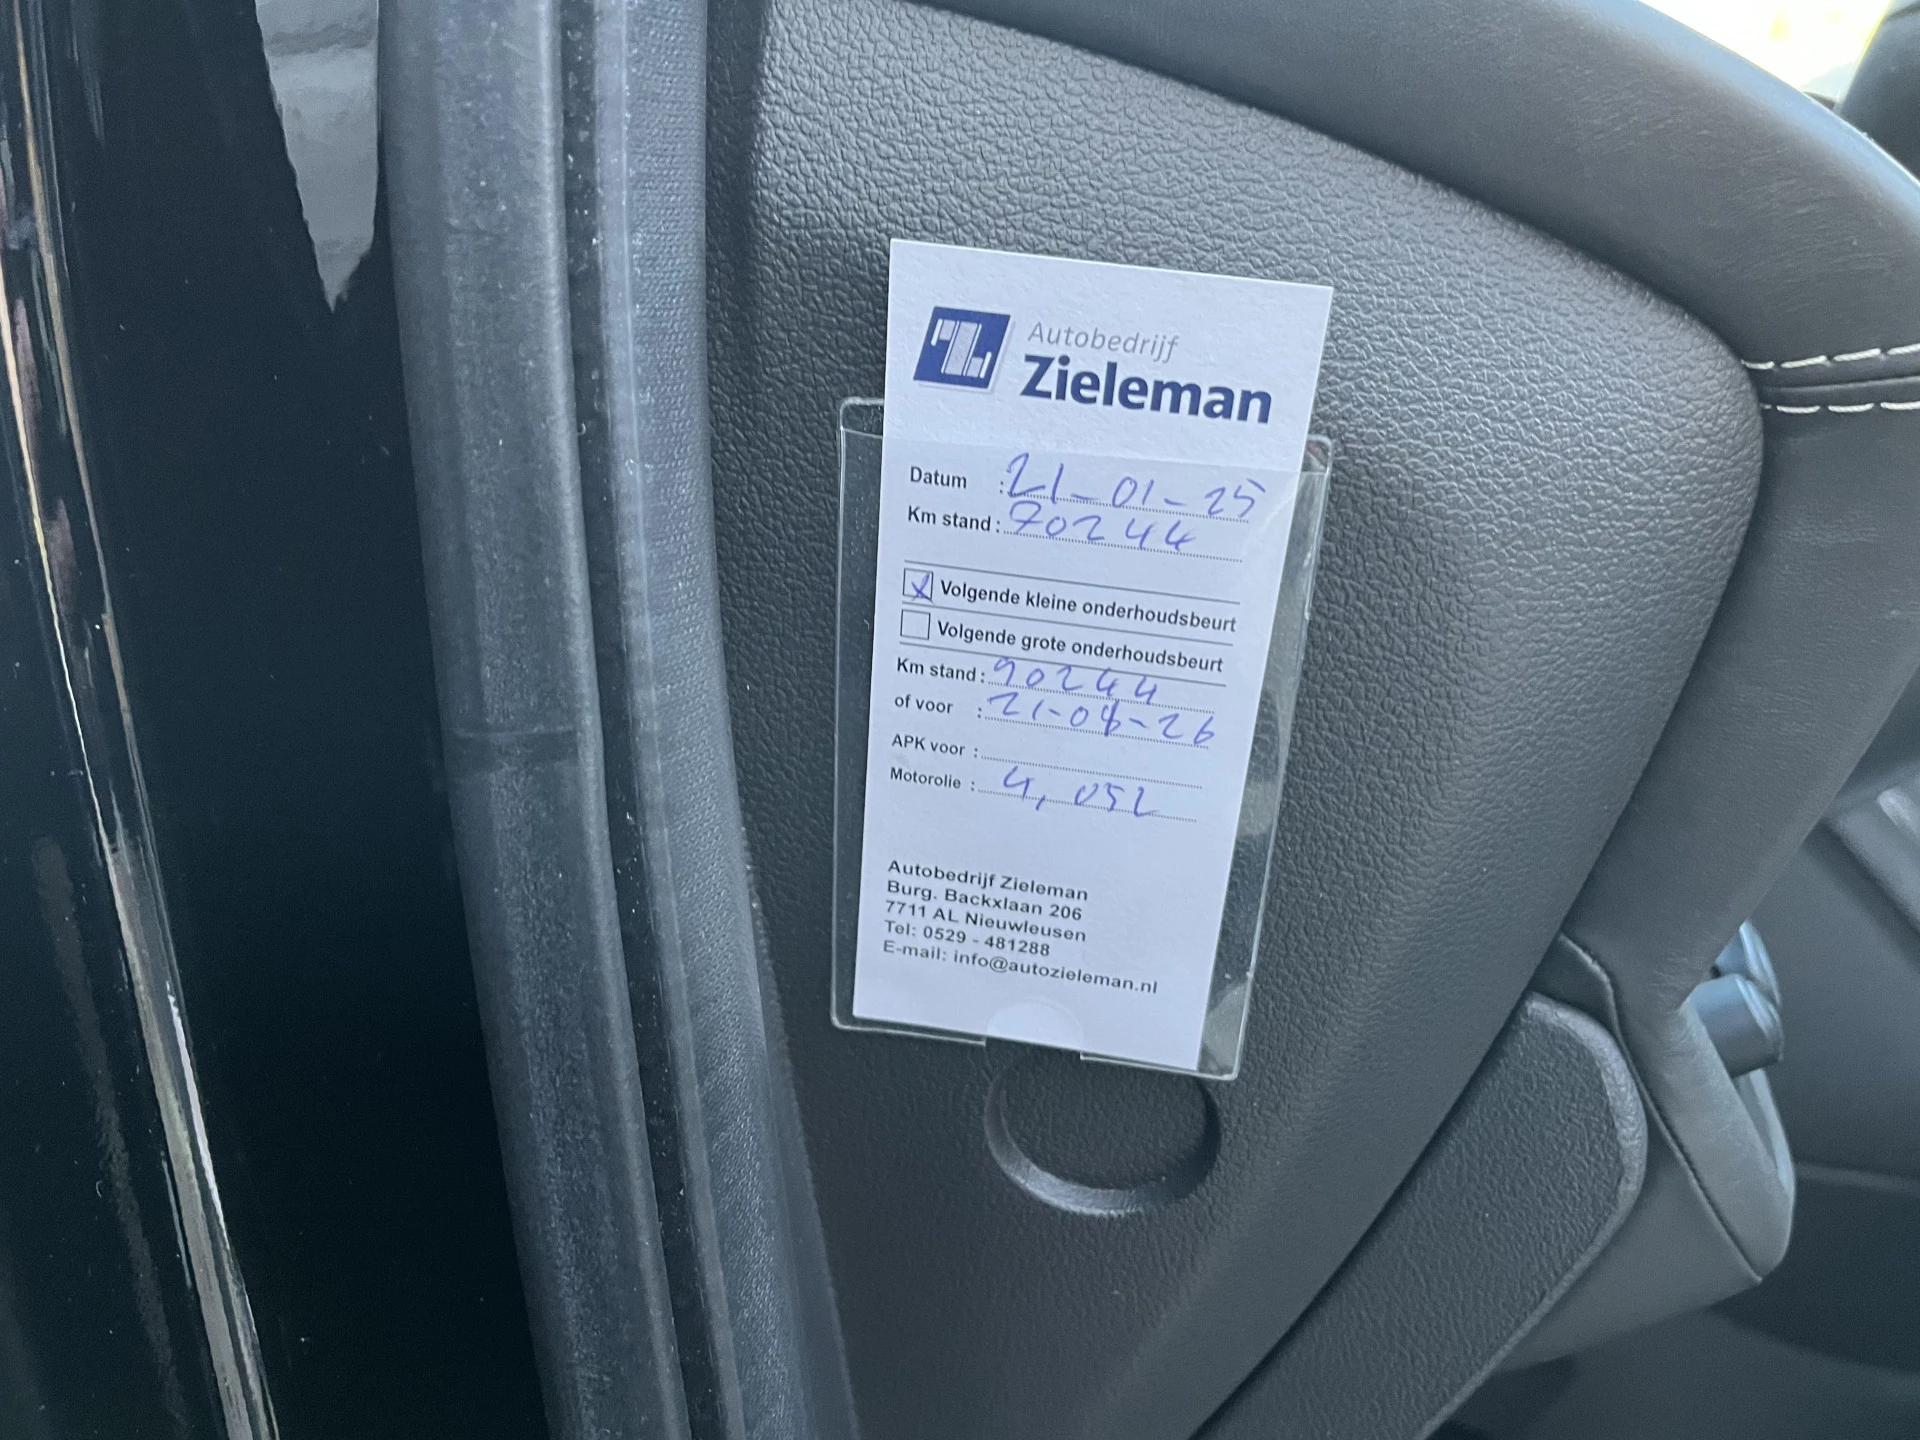 Autobedrijf
Zieleman
Datum : 21-01-25
Km stand : 70244
x Volgende kleine onderhoudsbeurt
Volgende grote onderhoudsbeurt
Km stand : 90244
of voor : 21-01-26
APK voor :
Motorolie : 4,05L
Autobedrijf Zieleman
Burg. Backxlaan 206
7711 AL Nieuwleusen
Tel: 0529 - 481288
E-mail: info@autozieleman.nl